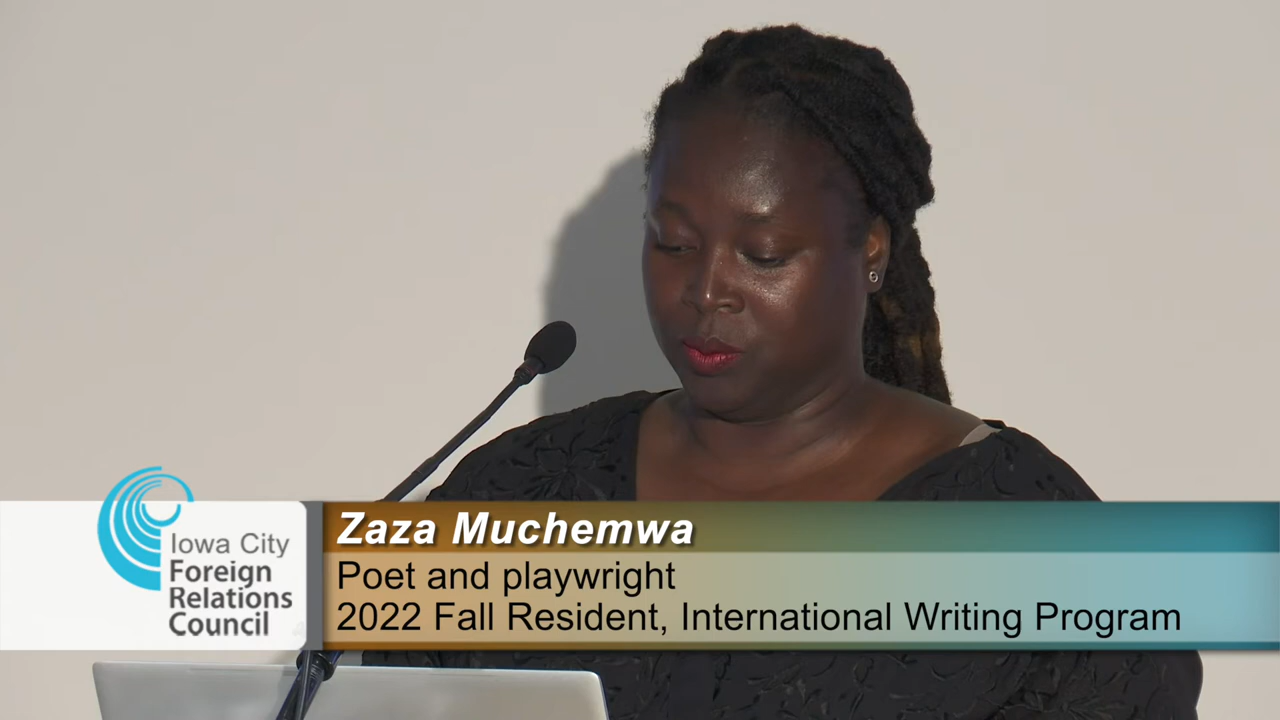 Iowa City
Foreign
Relations
Council
Zaza Muchemwa
Poet and playwright
2022 Fall Resident, International Writing Program